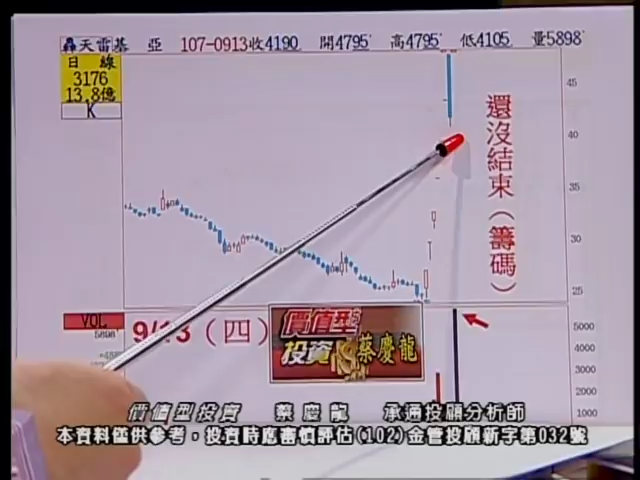 轟天雷基 亞 107-0913收4190 開4795 高4795 低4105 量5898
日線
3176
13.8億
K
45
40
35
30
25
還沒結束（籌碼）
VOL
5898
9/13（四）
5000
4000
3000
2000
1000
價值型
投資 蔡慶龍
價值型投資 蔡慶龍 承通投顧分析師
本資料僅供參考，投資時應審慎評估(102)金管投顧新字第032號